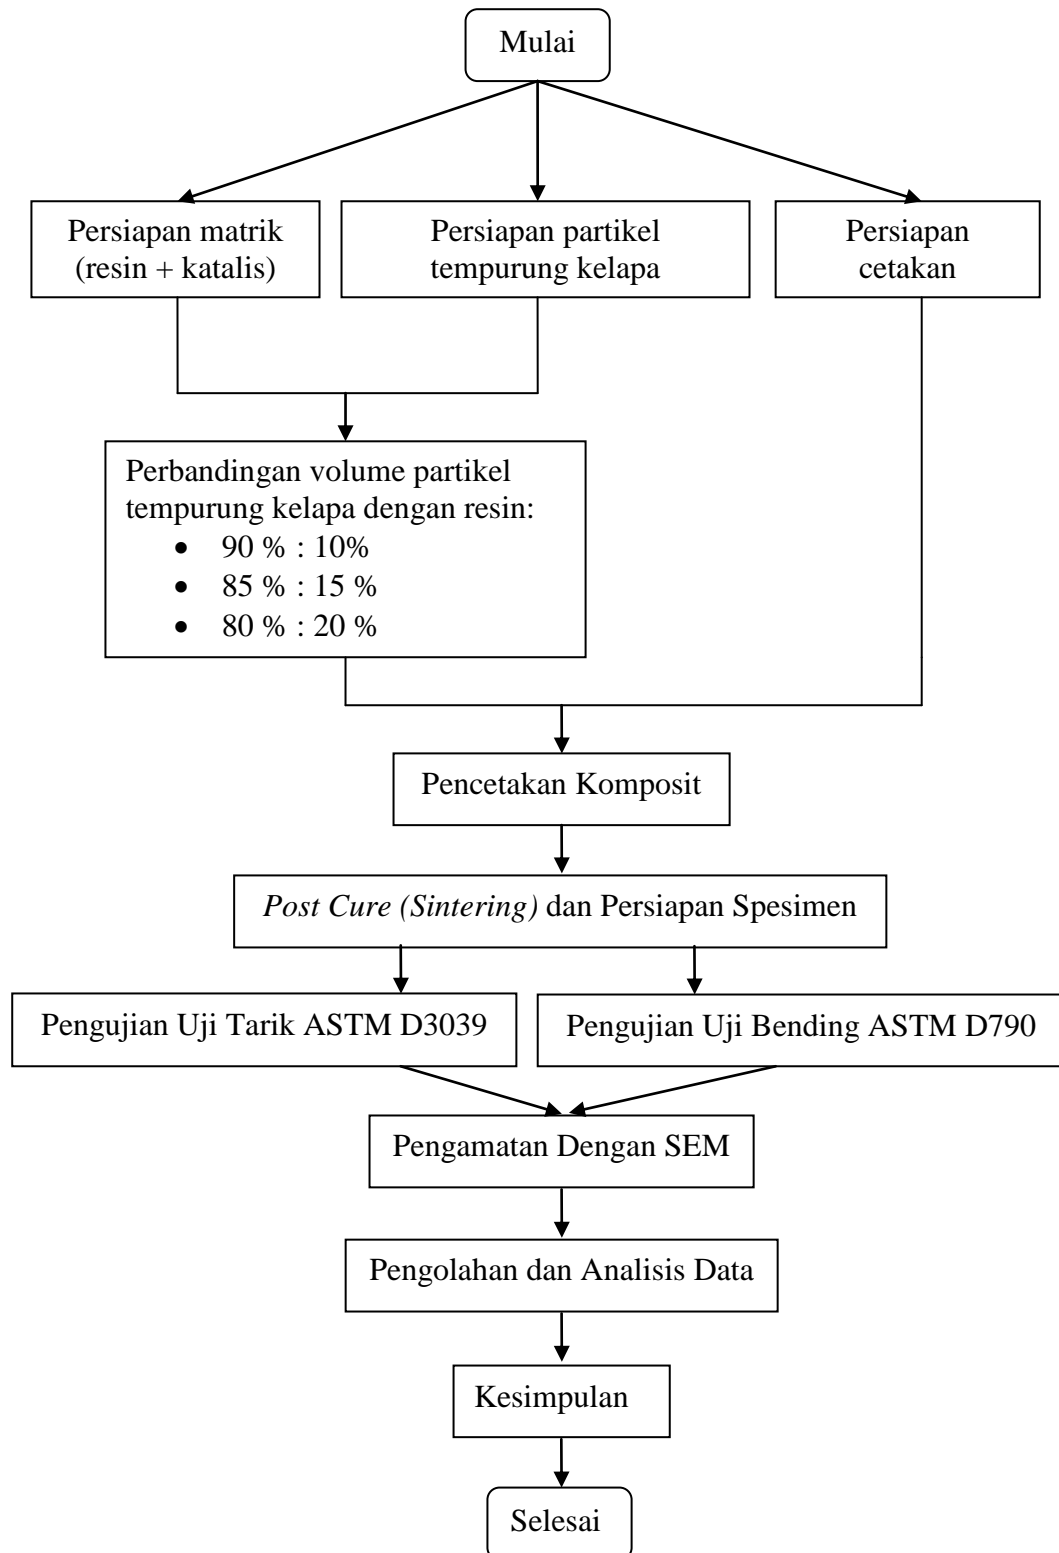 Mulai
Persiapan matrik
(resin + katalis)
Persiapan partikel
tempurung kelapa
Persiapan
cetakan
Perbandingan volume partikel
tempurung kelapa dengan resin:
• 90 % : 10%
• 85 % : 15 %
• 80 % : 20 %
Pencetakan Komposit
Post Cure (Sintering) dan Persiapan Spesimen
Pengujian Uji Tarik ASTM D3039
Pengujian Uji Bending ASTM D790
Pengamatan Dengan SEM
Pengolahan dan Analisis Data
Kesimpulan
Selesai